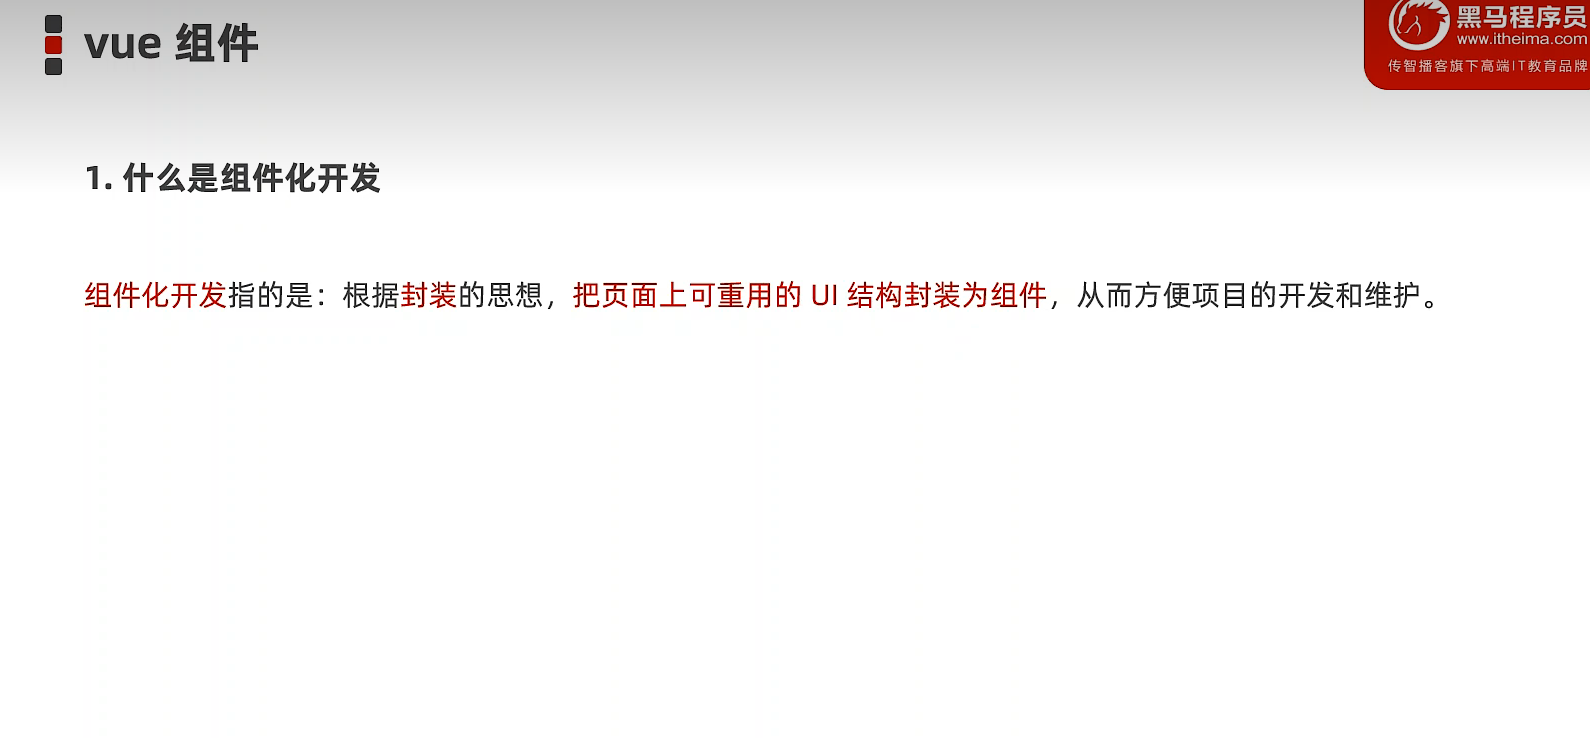 vue 组件
黑马程序员
www.itheima.com
传智播客旗下高端IT教育品牌
1. 什么是组件化开发
组件化开发指的是：根据封装的思想，把页面上可重用的 UI 结构封装为组件，从而方便项目的开发和维护。